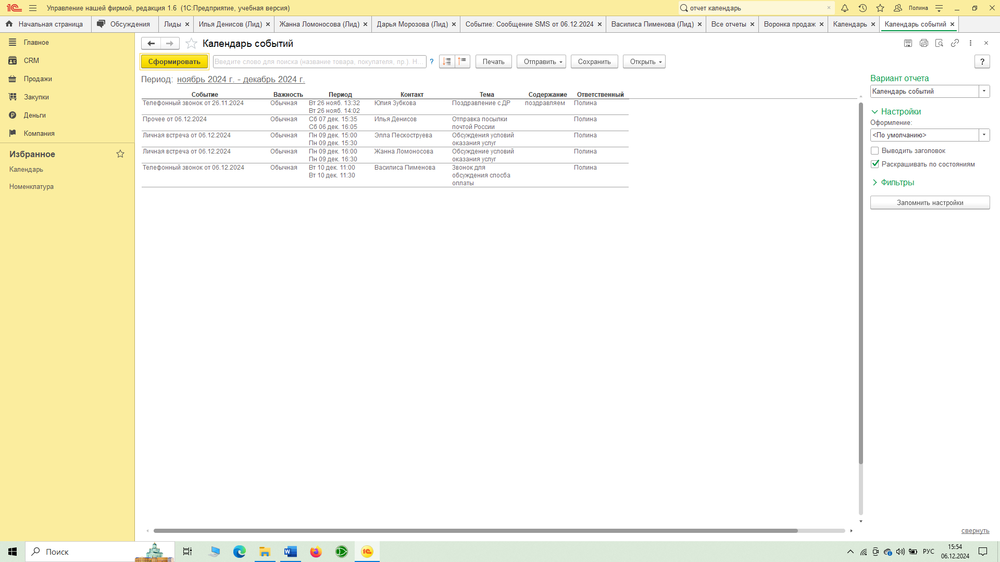 Управление нашей фирмой, редакция 1.6 (1С:Предприятие, учебная версия)
отчет календарь
Полина
Начальная страница
Обсуждения
Лиды
Илья Денисов (Лид)
Жанна Ломоносова (Лид)
Дарья Морозова (Лид)
Событие: Сообщение SMS от 06.12.2024
Василиса Пименова (Лид)
Все отчеты
Воронка продаж
Календарь
Календарь событий
Главное
CRM
Продажи
Закупки
Деньги
Компания
Избранное
Календарь
Номенклатура
Календарь событий
Сформировать
Введите слово для поиска (название товара, покупателя, пр.). Н...
?
Печать
Отправить
Сохранить
Открыть
?
Период: ноябрь 2024 г. - декабрь 2024 г.
Событие Важность Период Контакт Тема Содержание Ответственный
Телефонный звонок от 26.11.2024 Обычная Вт 26 нояб. 13:32 Юлия Зубкова Поздравление с ДР поздравляем Полина
Вт 26 нояб. 14:02
Прочее от 06.12.2024 Обычная Сб 07 дек. 15:35 Илья Денисов Отправка посылки Полина
Сб 06 дек. 16:05 почтой России
Личная встреча от 06.12.2024 Обычная Пн 09 дек. 15:00 Элла Пескоструева Обсуждения условий Полина
Пн 09 дек. 15:30 оказания услуг
Личная встреча от 06.12.2024 Обычная Пн 09 дек. 16:00 Жанна Ломоносова Обсуждение условий Полина
Пн 09 дек. 16:30 оказания услуг
Телефонный звонок от 06.12.2024 Обычная Вт 10 дек. 11:00 Василиса Пименова Звонок для Полина
Вт 10 дек. 11:30 обсуждения спосба
оплаты
Вариант отчета
Календарь событий
Настройки
Оформление:
<По умолчанию>
Выводить заголовок
Раскрашивать по состояниям
Фильтры
Запомнить настройки
свернуть
Поиск
РУС
15:54
06.12.2024